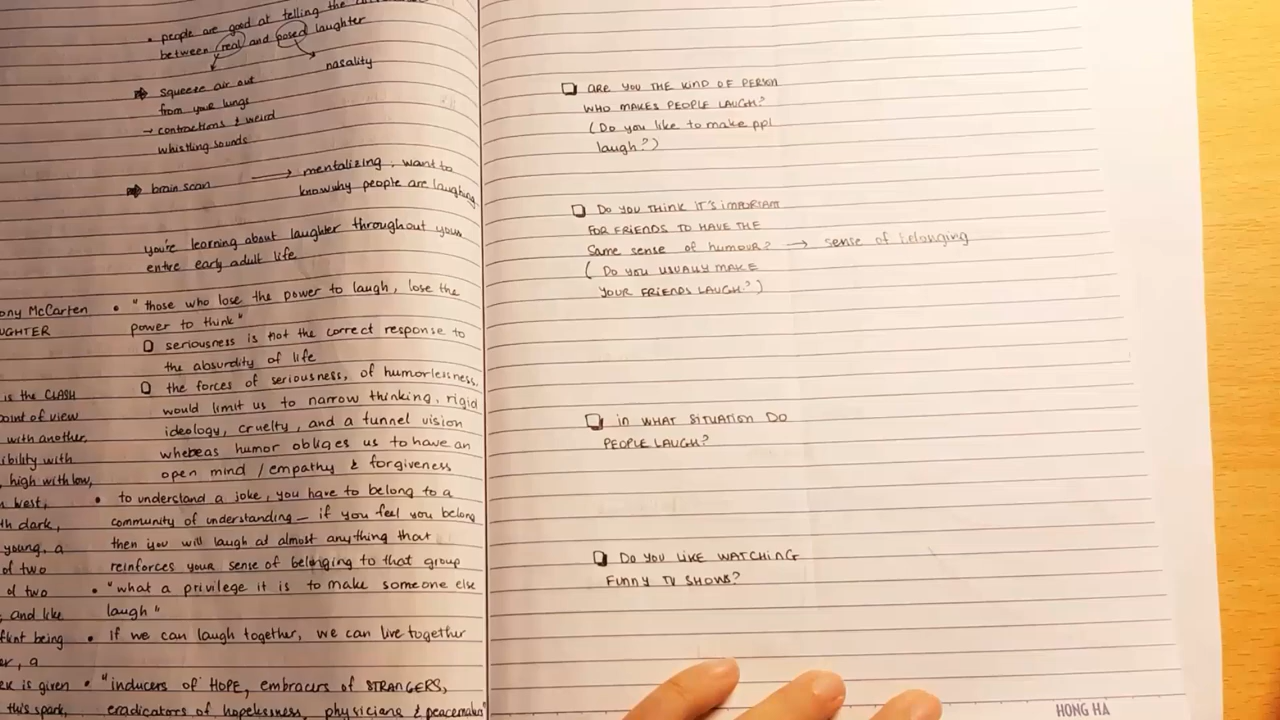 • people are good at telling the
between real and posed laughter
nasality
squeeze air out
from your lungs
→ contractions & weird
whistling sounds
brain scan → mentalizing, want to
know why people are laughing
you're learning about laughter throughout your
entire early adult life
ony McCarten
UGHTER
is the CLASH
point of view
with another,
ibility with
, high with low,
West,
th dark,
young, a
of two
of two
, and like
being
er, a
is given
this spark,
• "those who lose the power to laugh, lose the
power to think"
seriousness is not the correct response to
the absurdity of life
the forces of seriousness, of humorlessness,
would limit us to narrow thinking, rigid
ideology, cruelty, and a tunnel vision
whebeas humor obliges us to have an
open mind / empathy & forgiveness
• to understand a joke, you have to belong to a
community of understanding – if you feel you belong
then you will laugh at almost anything that
reinforces your sense of belonging to that group
• "what a privilege it is to make someone else
laugh"
• If we can laugh together, we can live together
• "inducers of HOPE, embracers of STRANGERS,
eradicators of hopelessness, physicians & peacemakers"
ARE YOU THE KIND OF PERSON
WHO MAKES PEOPLE LAUGH?
(Do you like to make ppl
laugh?)
DO YOU THINK IT'S IMPORTANT
FOR FRIENDS TO HAVE THE
Same sense of humour? → sense of belonging
( DO YOU USUALLY MAKE
YOUR FRIENDS LAUGH?)
in WHAT SITUATION DO
PEOPLE LAUGH?
DO YOU LIKE WATCHING
FUNNY TV SHOWS?
HONG HA